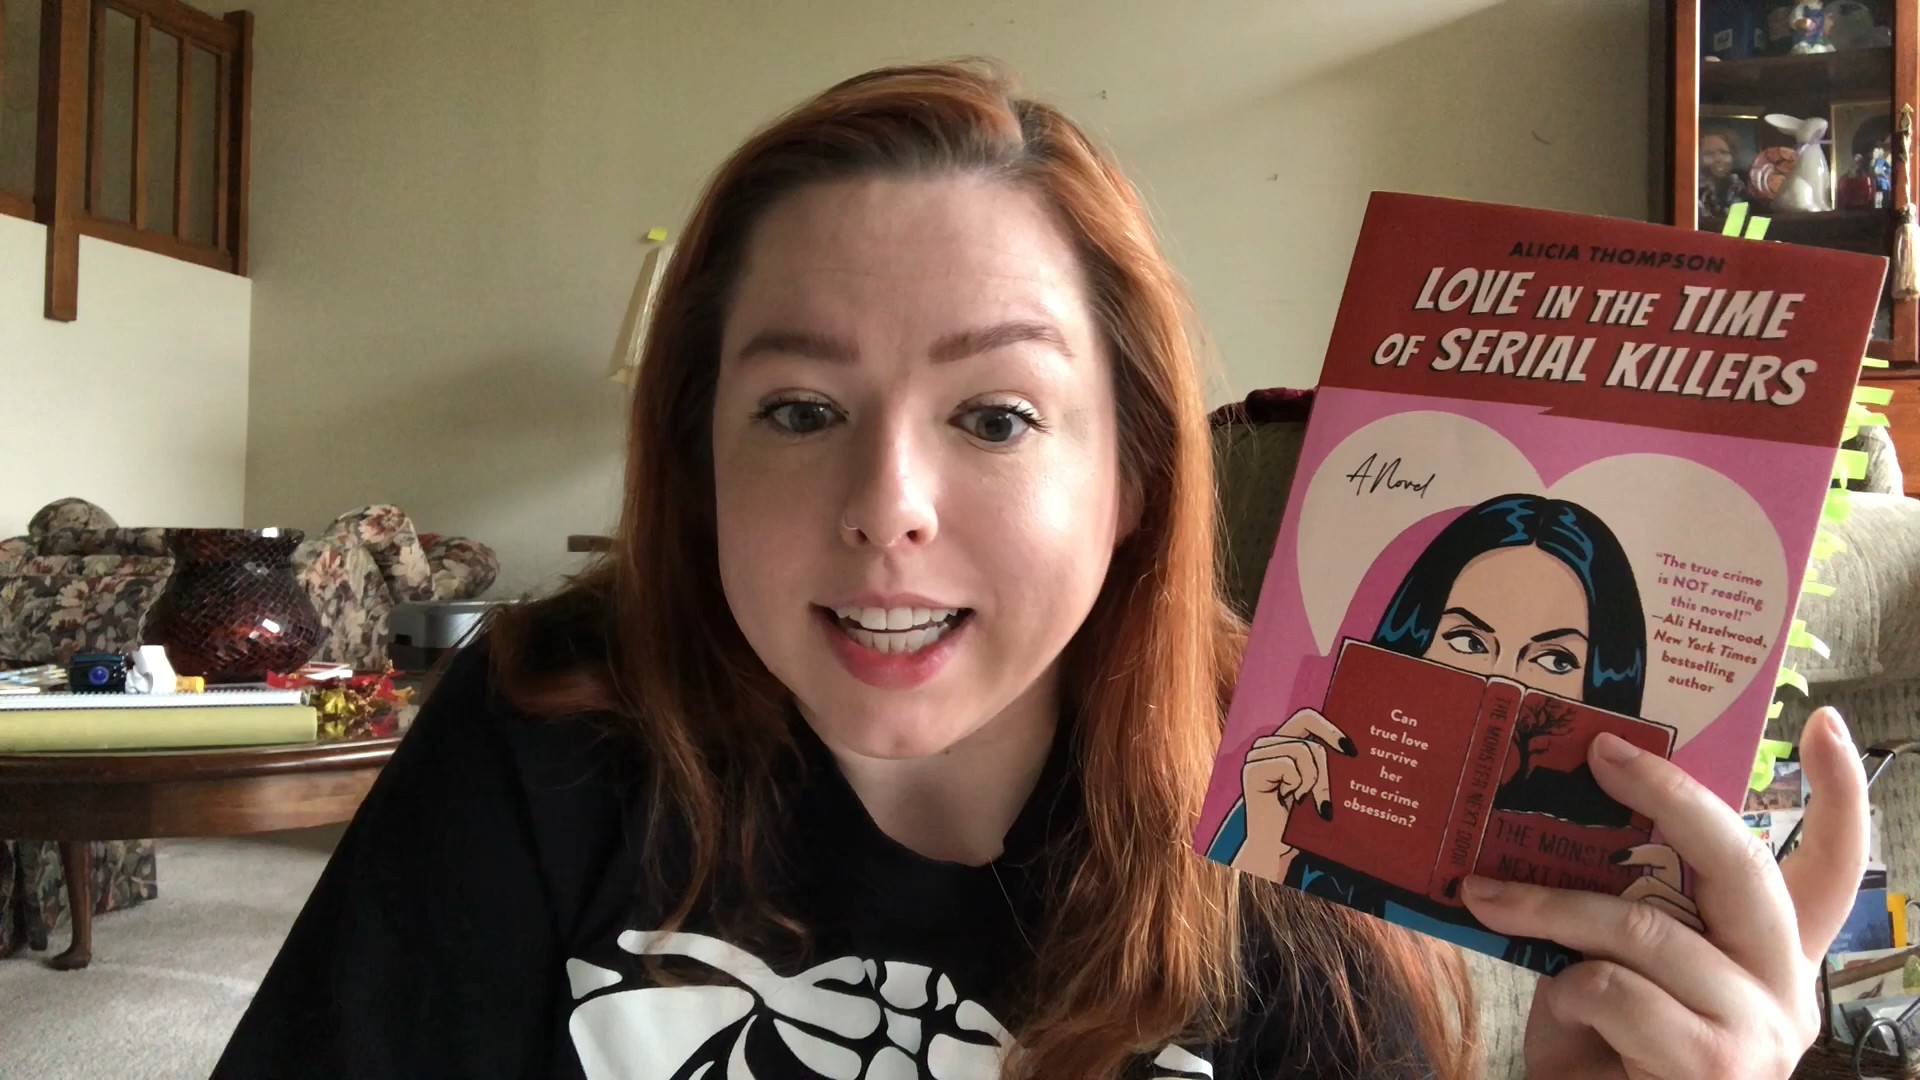 ALICIA THOMPSON
LOVE IN THE TIME
OF SERIAL KILLERS
A Novel
"The true crime
is NOT reading
this novel!"
—Ali Hazelwood,
New York Times
bestselling
author
Can
true love
survive
her
true crime
obsession?
THE MONSTER NEXT DOOR
THE MONST
NEXT DOOR